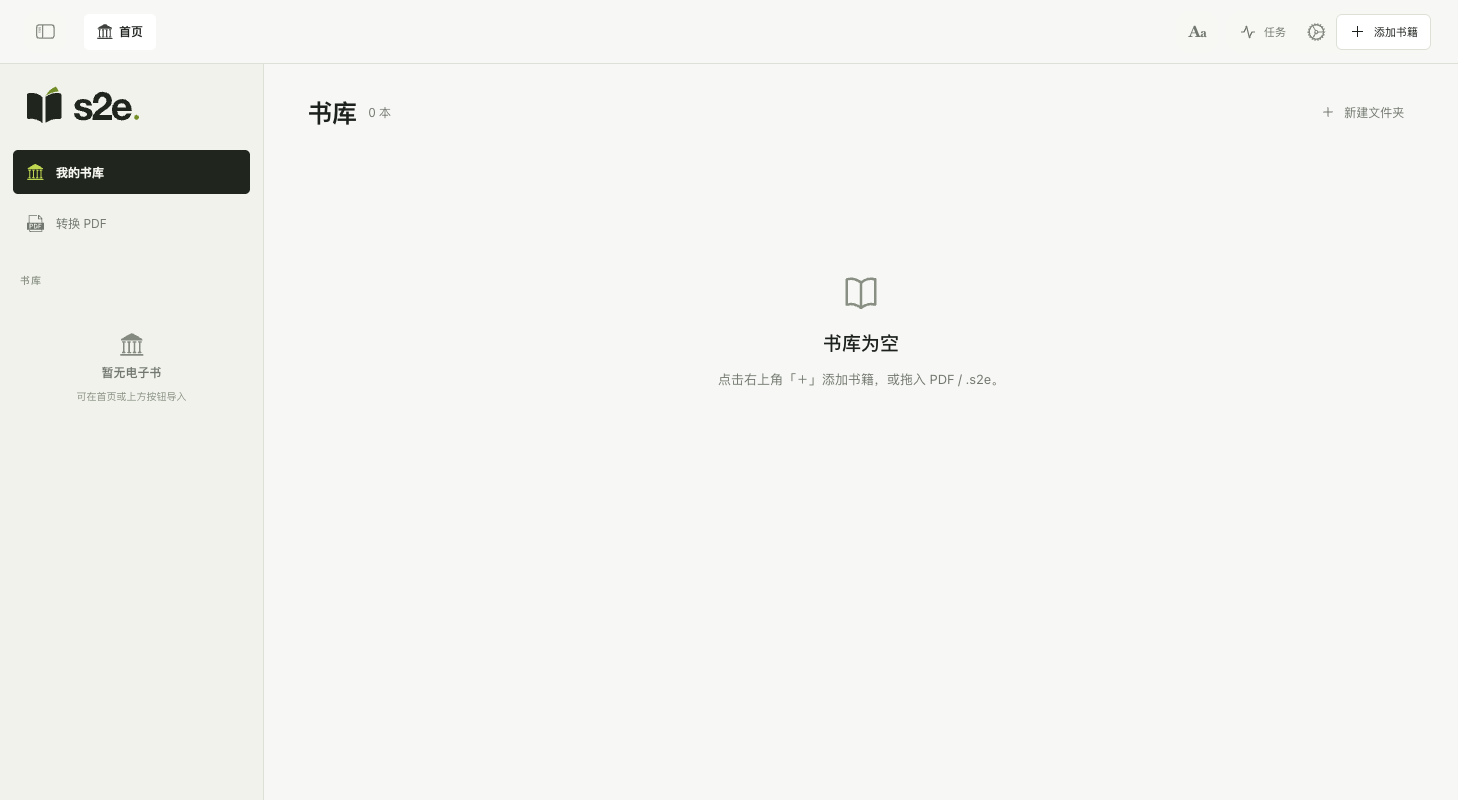 首页
Aa
任务
添加书籍
s2e.
我的书库
PDF
转换 PDF
书库
暂无电子书
可在首页或上方按钮导入
书库
0 本
新建文件夹
书库为空
点击右上角「＋」添加书籍，或拖入 PDF / .s2e。